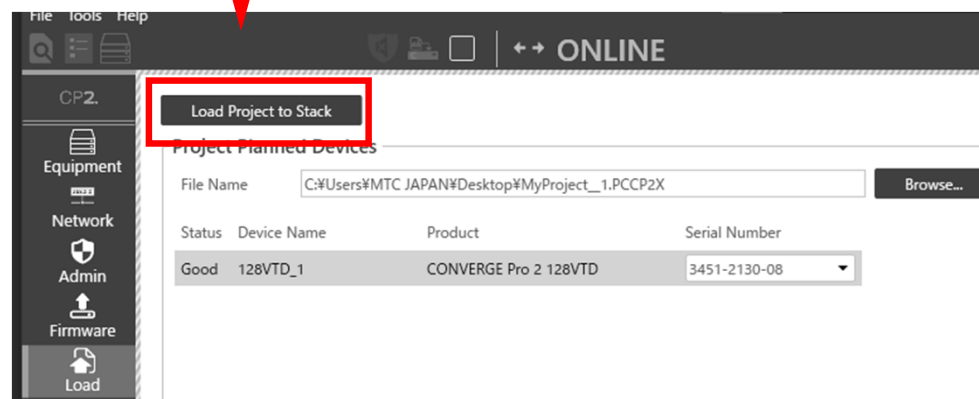 File Tools Help
ONLINE
CP2.
Load Project to Stack
Project Planned Devices
Equipment
File Name C:¥Users¥MTC JAPAN¥Desktop¥MyProject__1.PCCP2X Browse...
Network
Status Device Name Product Serial Number
Admin
Good 128VTD_1 CONVERGE Pro 2 128VTD 3451-2130-08
Firmware
Load